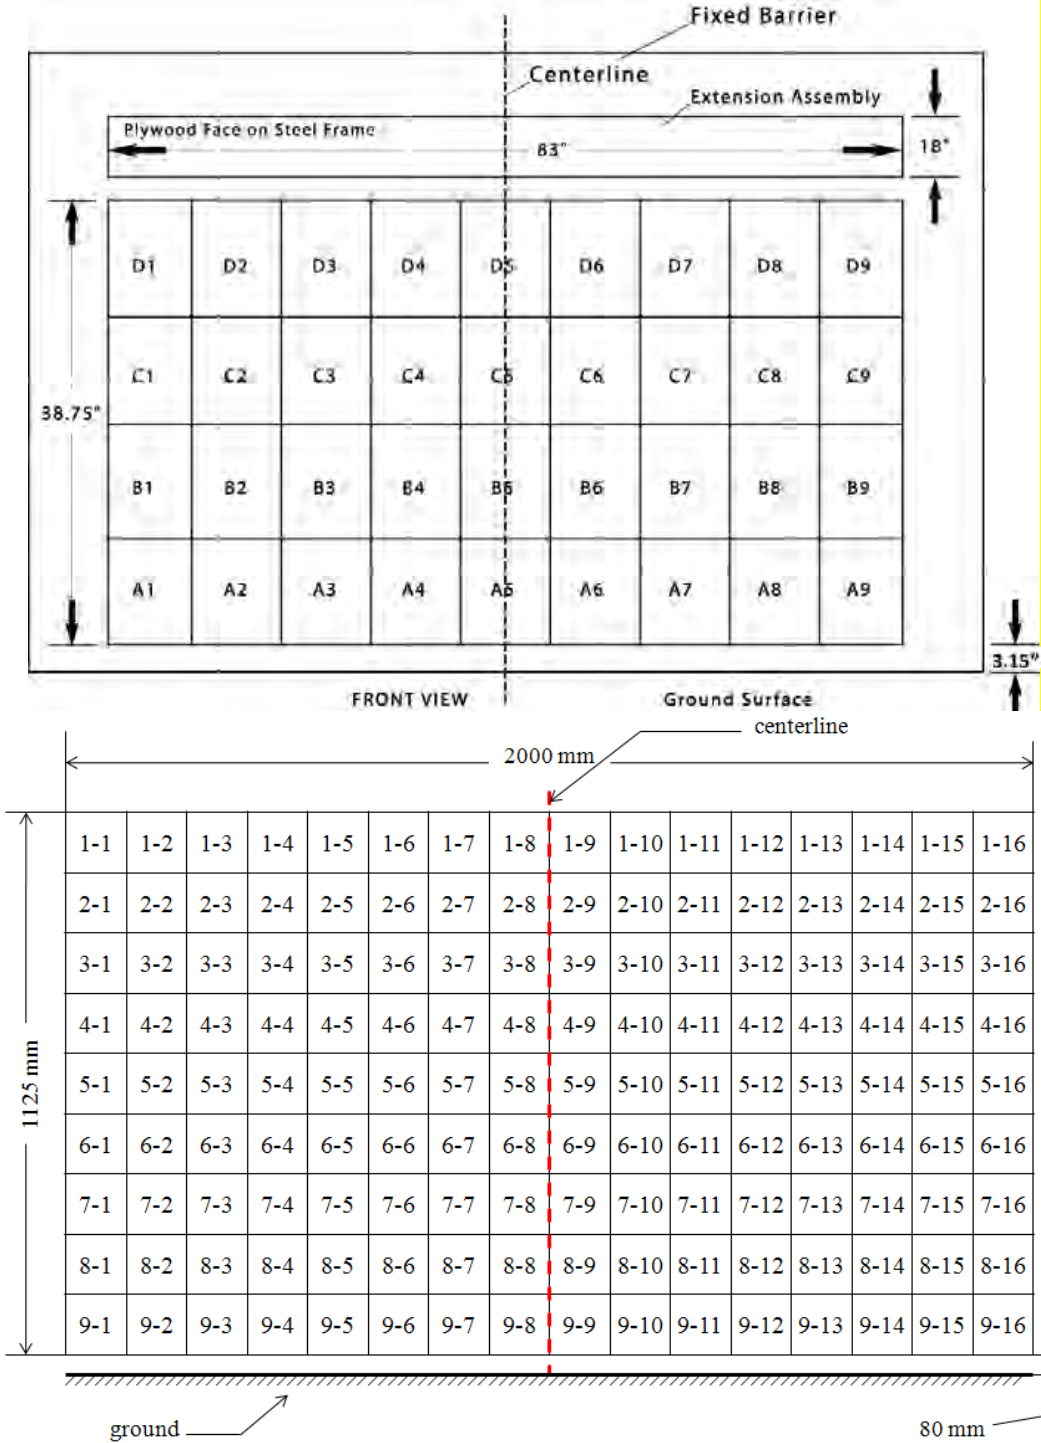 Fixed Barrier
Centerline
Extension Assembly
Plywood Face on Steel Frame
83"
18"
D1 D2 D3 D4 D5 D6 D7 D8 D9
C1 C2 C3 C4 C5 C6 C7 C8 C9
38.75"
B1 B2 B3 B4 B5 B6 B7 B8 B9
A1 A2 A3 A4 A5 A6 A7 A8 A9
3.15"
FRONT VIEW Ground Surface
centerline
2000 mm
1-1 1-2 1-3 1-4 1-5 1-6 1-7 1-8 1-9 1-10 1-11 1-12 1-13 1-14 1-15 1-16
2-1 2-2 2-3 2-4 2-5 2-6 2-7 2-8 2-9 2-10 2-11 2-12 2-13 2-14 2-15 2-16
3-1 3-2 3-3 3-4 3-5 3-6 3-7 3-8 3-9 3-10 3-11 3-12 3-13 3-14 3-15 3-16
4-1 4-2 4-3 4-4 4-5 4-6 4-7 4-8 4-9 4-10 4-11 4-12 4-13 4-14 4-15 4-16
5-1 5-2 5-3 5-4 5-5 5-6 5-7 5-8 5-9 5-10 5-11 5-12 5-13 5-14 5-15 5-16
1125 mm
6-1 6-2 6-3 6-4 6-5 6-6 6-7 6-8 6-9 6-10 6-11 6-12 6-13 6-14 6-15 6-16
7-1 7-2 7-3 7-4 7-5 7-6 7-7 7-8 7-9 7-10 7-11 7-12 7-13 7-14 7-15 7-16
8-1 8-2 8-3 8-4 8-5 8-6 8-7 8-8 8-9 8-10 8-11 8-12 8-13 8-14 8-15 8-16
9-1 9-2 9-3 9-4 9-5 9-6 9-7 9-8 9-9 9-10 9-11 9-12 9-13 9-14 9-15 9-16
ground
80 mm